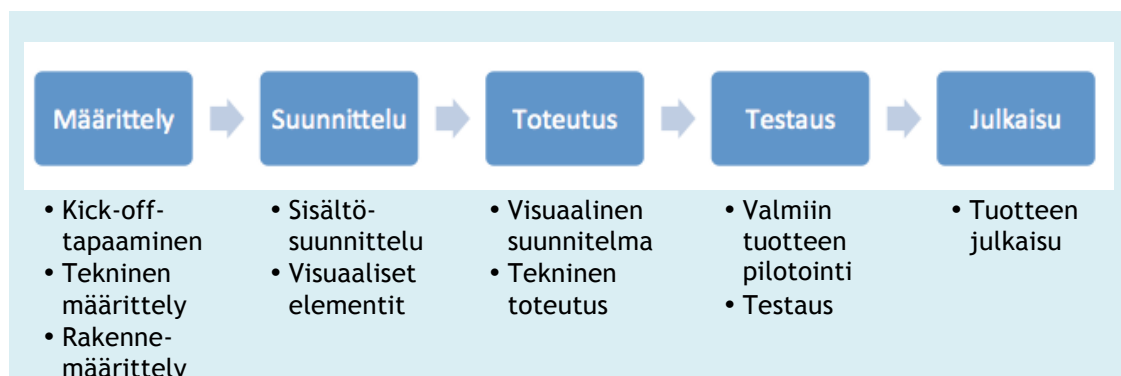 Määrittely
Suunnittelu
Toteutus
Testaus
Julkaisu
• Kick-off-
tapaaminen
• Tekninen
määrittely
• Rakenne-
määrittely
• Sisältö-
suunnittelu
• Visuaaliset
elementit
• Visuaalinen
suunnitelma
• Tekninen
toteutus
• Valmiin
tuotteen
pilotointi
• Testaus
• Tuotteen
julkaisu